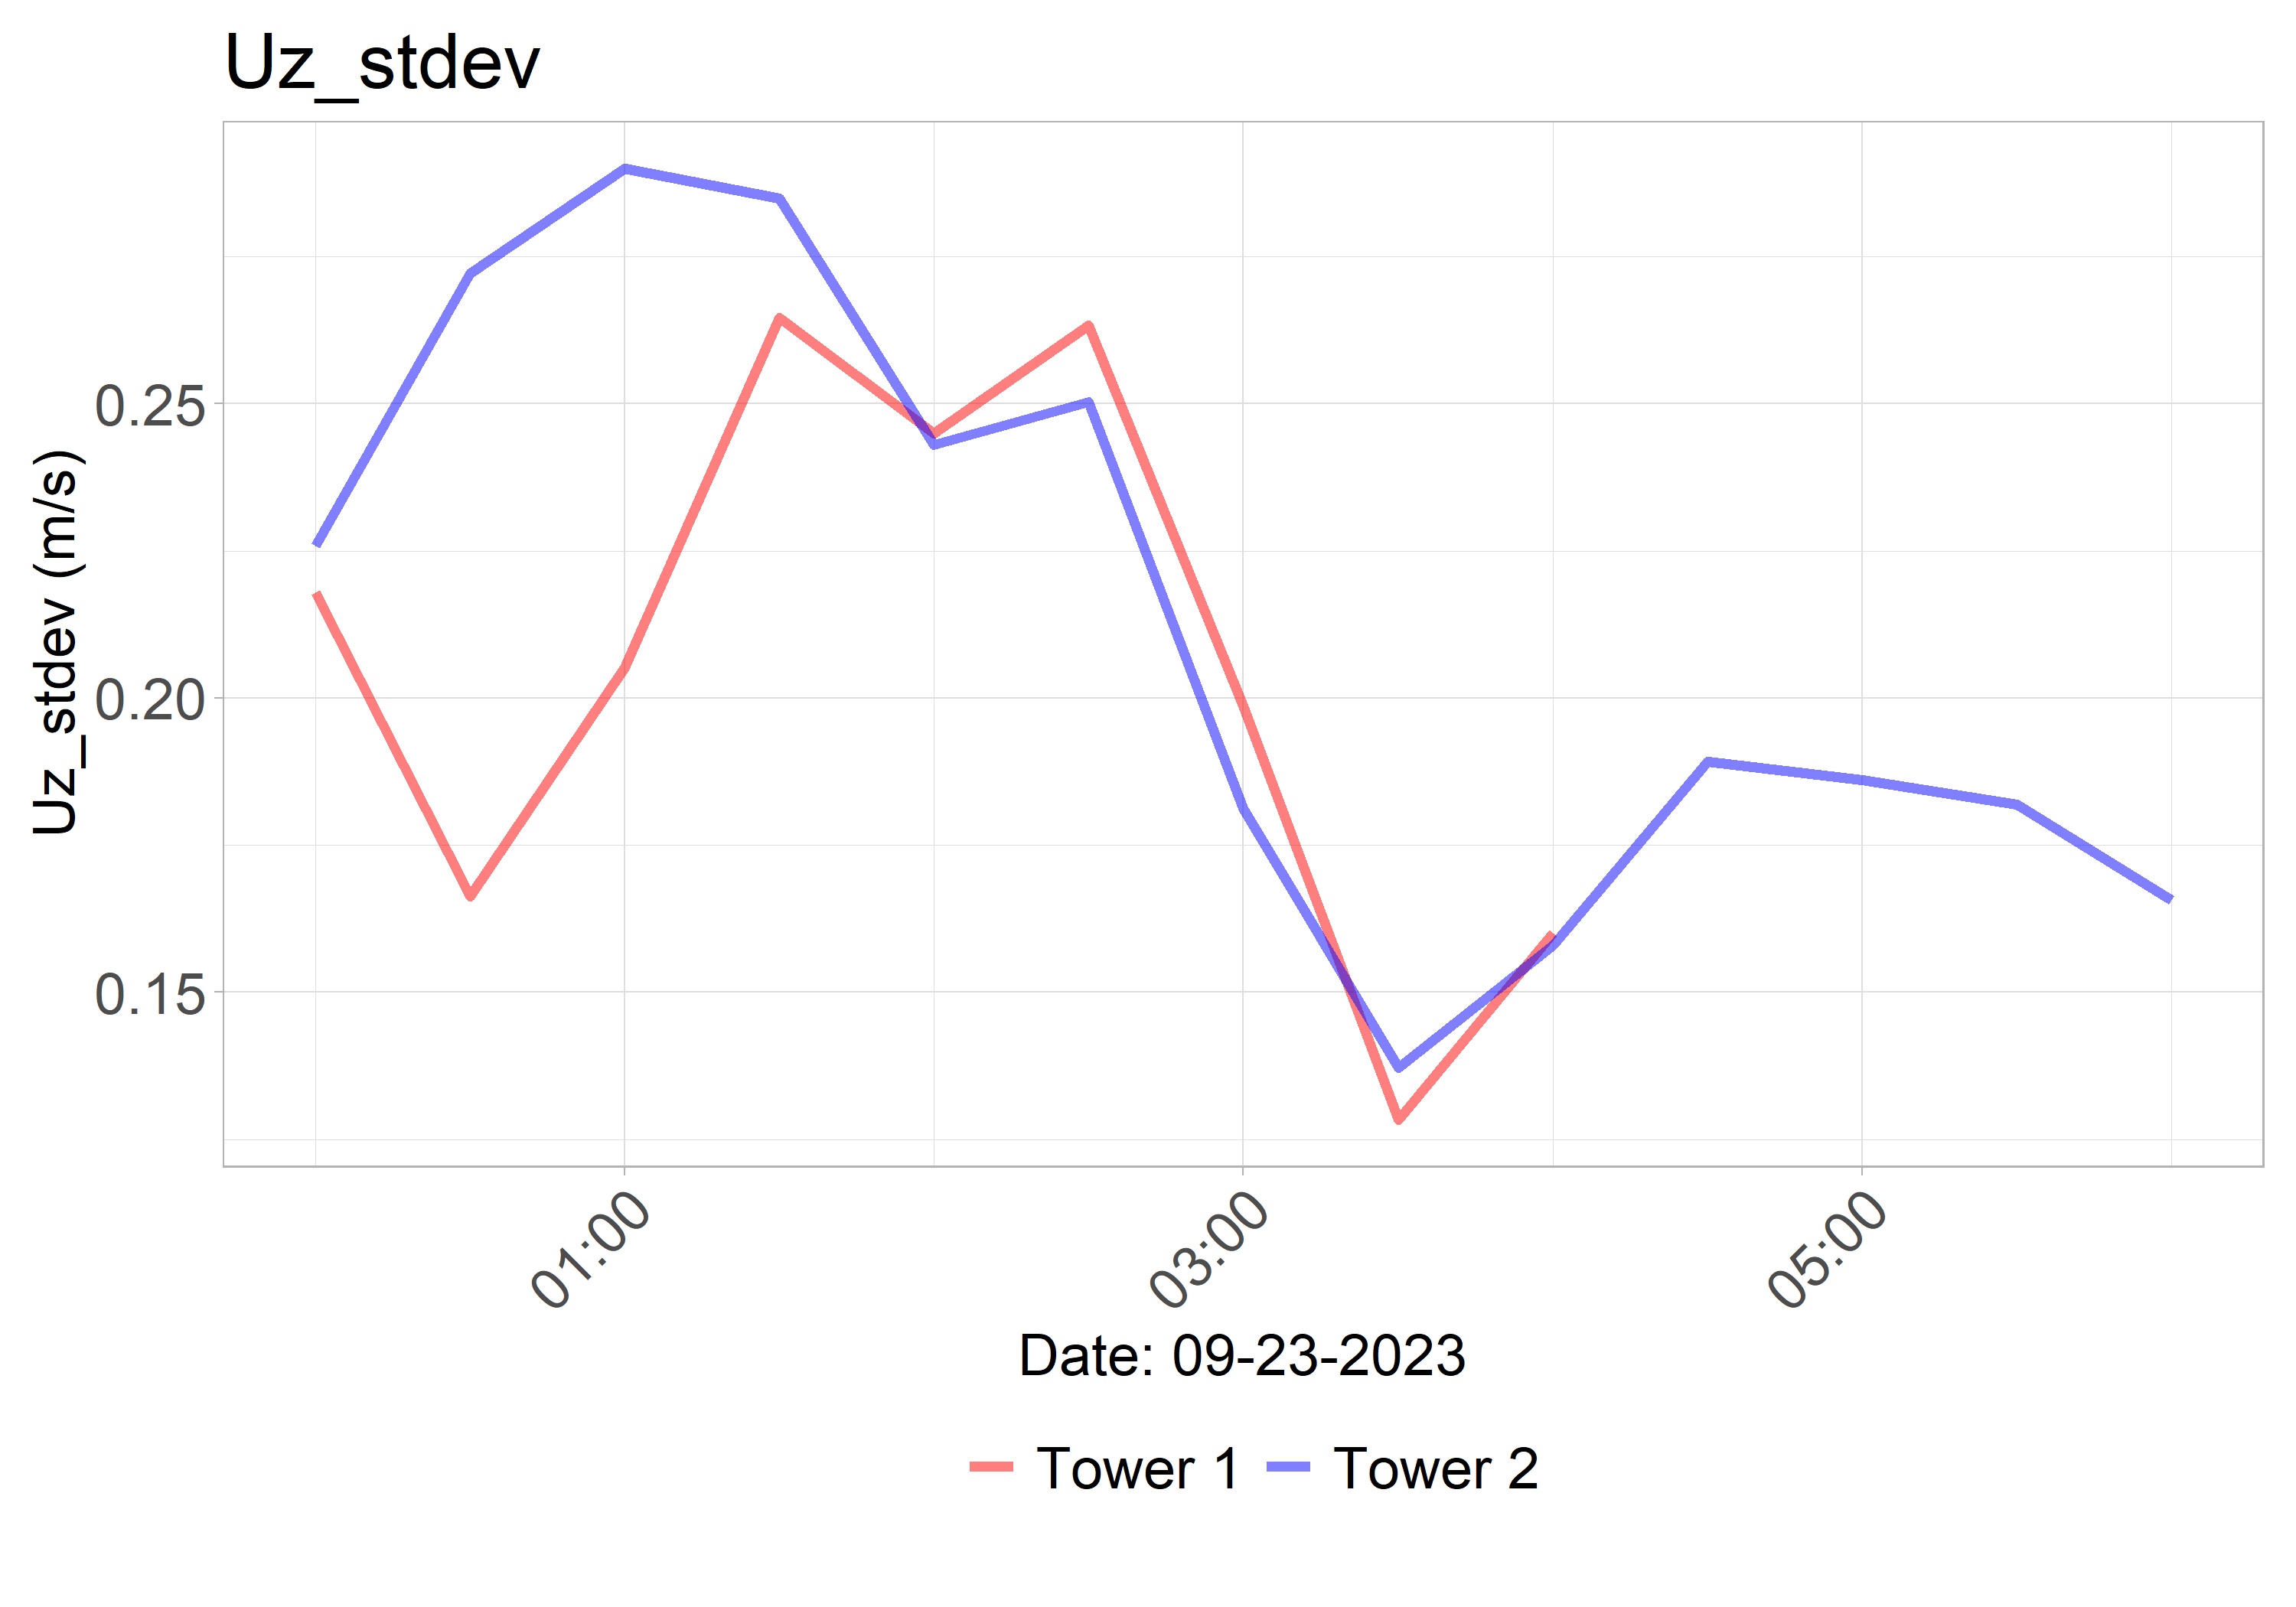 Uz_stdev
Uz_stdev (m/s)
0.25
0.20
0.15
01:00
03:00
05:00
Date: 09-23-2023
Tower 1
Tower 2